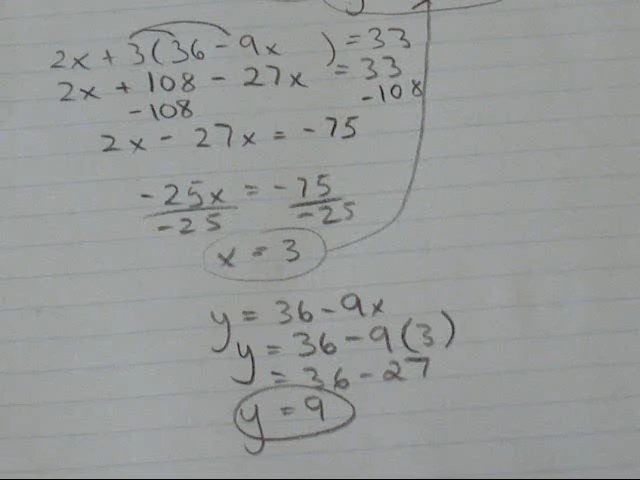 2x + 3(36 - 9x ) = 33
2x + 108 - 27x = 33
-108 -108
2x - 27x = -75
-25x = -75
-25 -25
x = 3
y = 36 - 9x
y = 36 - 9(3)
= 36 - 27
y = 9